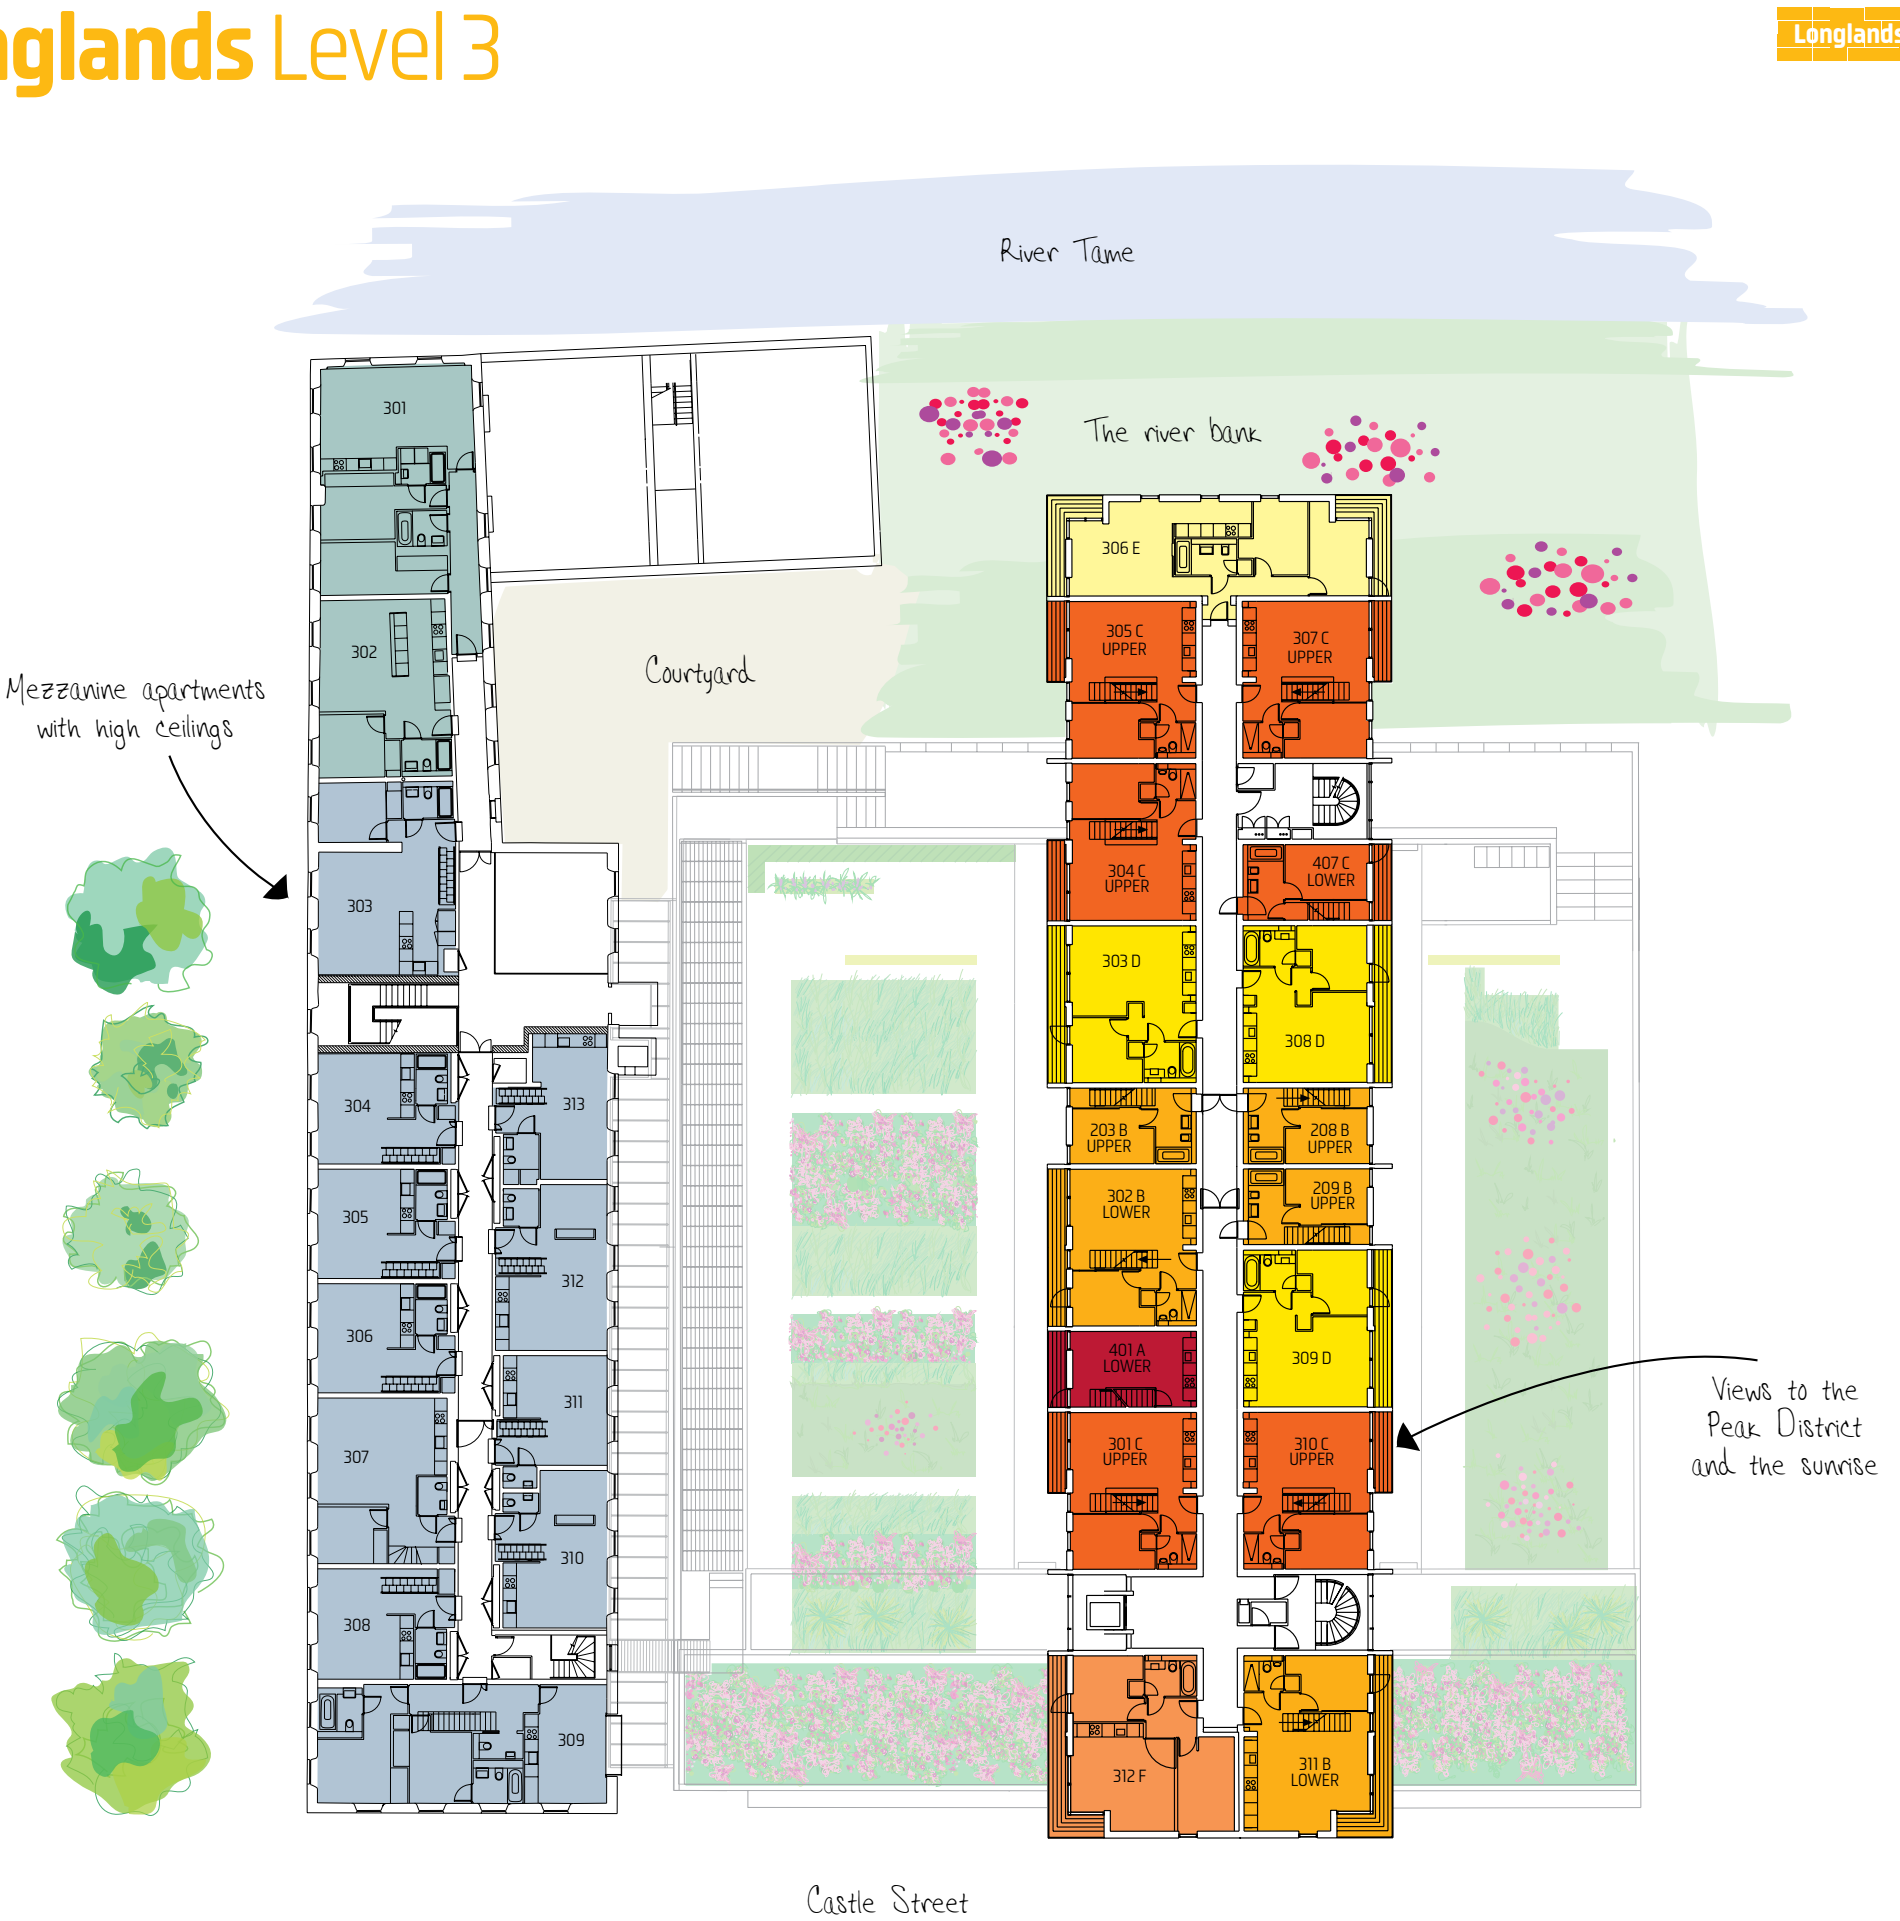 nglands Level 3
Longlands
River Tame
The river bank
Courtyard
Mezzanine apartments
with high ceilings
301
302
303
304
305
306
307
308
309
313
312
311
310
306 E
305 C
UPPER
307 C
UPPER
304 C
UPPER
407 C
LOWER
303 D
308 D
203 B
UPPER
208 B
UPPER
302 B
LOWER
209 B
UPPER
401 A
LOWER
309 D
301 C
UPPER
310 C
UPPER
312 F
311 B
LOWER
Views to the
Peak District
and the sunrise
Castle Street